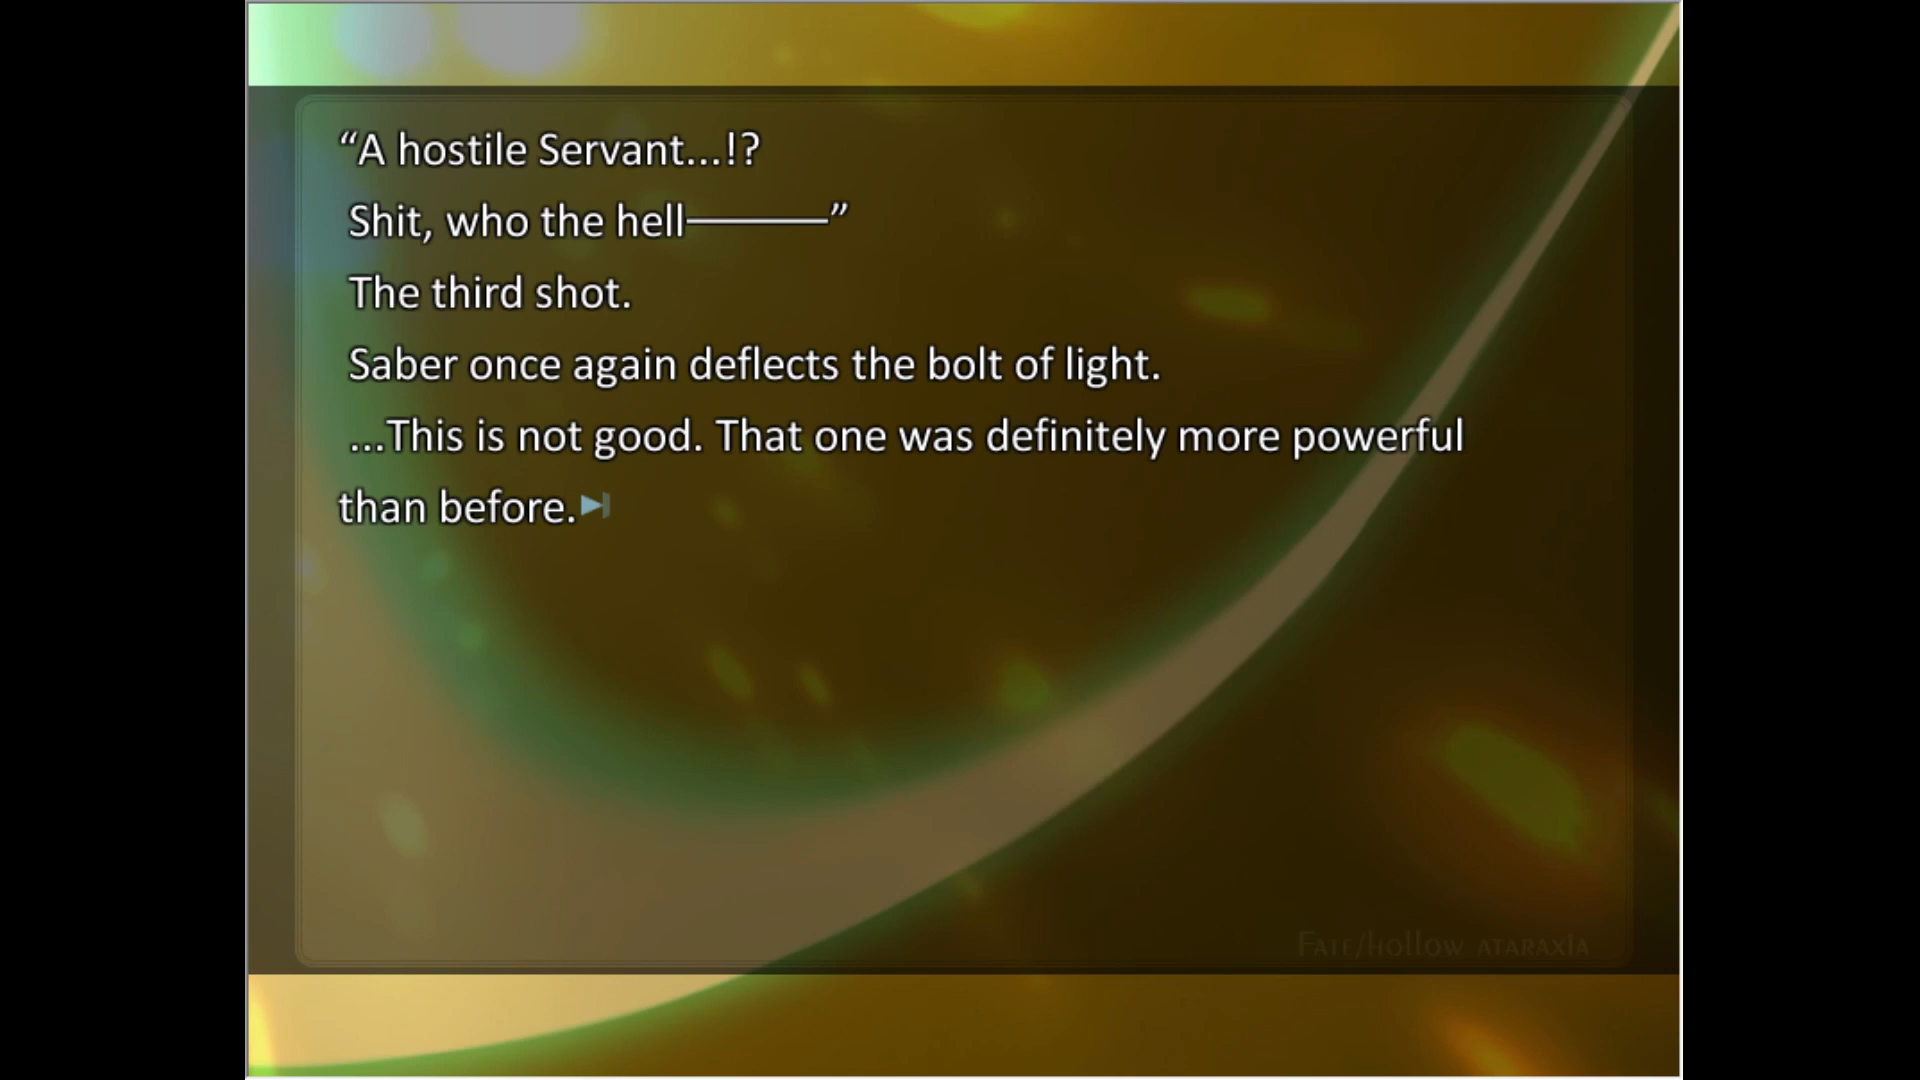 “A hostile Servant...!?
Shit, who the hell————”
The third shot.
Saber once again deflects the bolt of light.
...This is not good. That one was definitely more powerful
than before.
Fate/hollow ataraxia